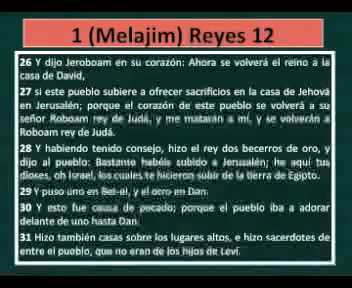 1 (Melajim) Reyes 12
26 Y dijo Jeroboam en su corazón: Ahora se volverá el reino a la
casa de David,
27 si este pueblo subiere a ofrecer sacrificios en la casa de Jehová
en Jerusalén; porque el corazón de este pueblo se volverá a su
señor Roboam rey de Judá, y me matarán a mí, y se volverán a
Roboam rey de Judá.
28 Y habiendo tenido consejo, hizo el rey dos becerros de oro, y
dijo al pueblo: Bastante habéis subido a Jerusalén; he aquí tus
dioses, oh Israel, los cuales te hicieron subir de la tierra de Egipto.
29 Y puso uno en Bet-el, y el otro en Dan.
30 Y esto fue causa de pecado; porque el pueblo iba a adorar
delante de uno hasta Dan.
31 Hizo también casas sobre los lugares altos, e hizo sacerdotes de
entre el pueblo, que no eran de los hijos de Leví.